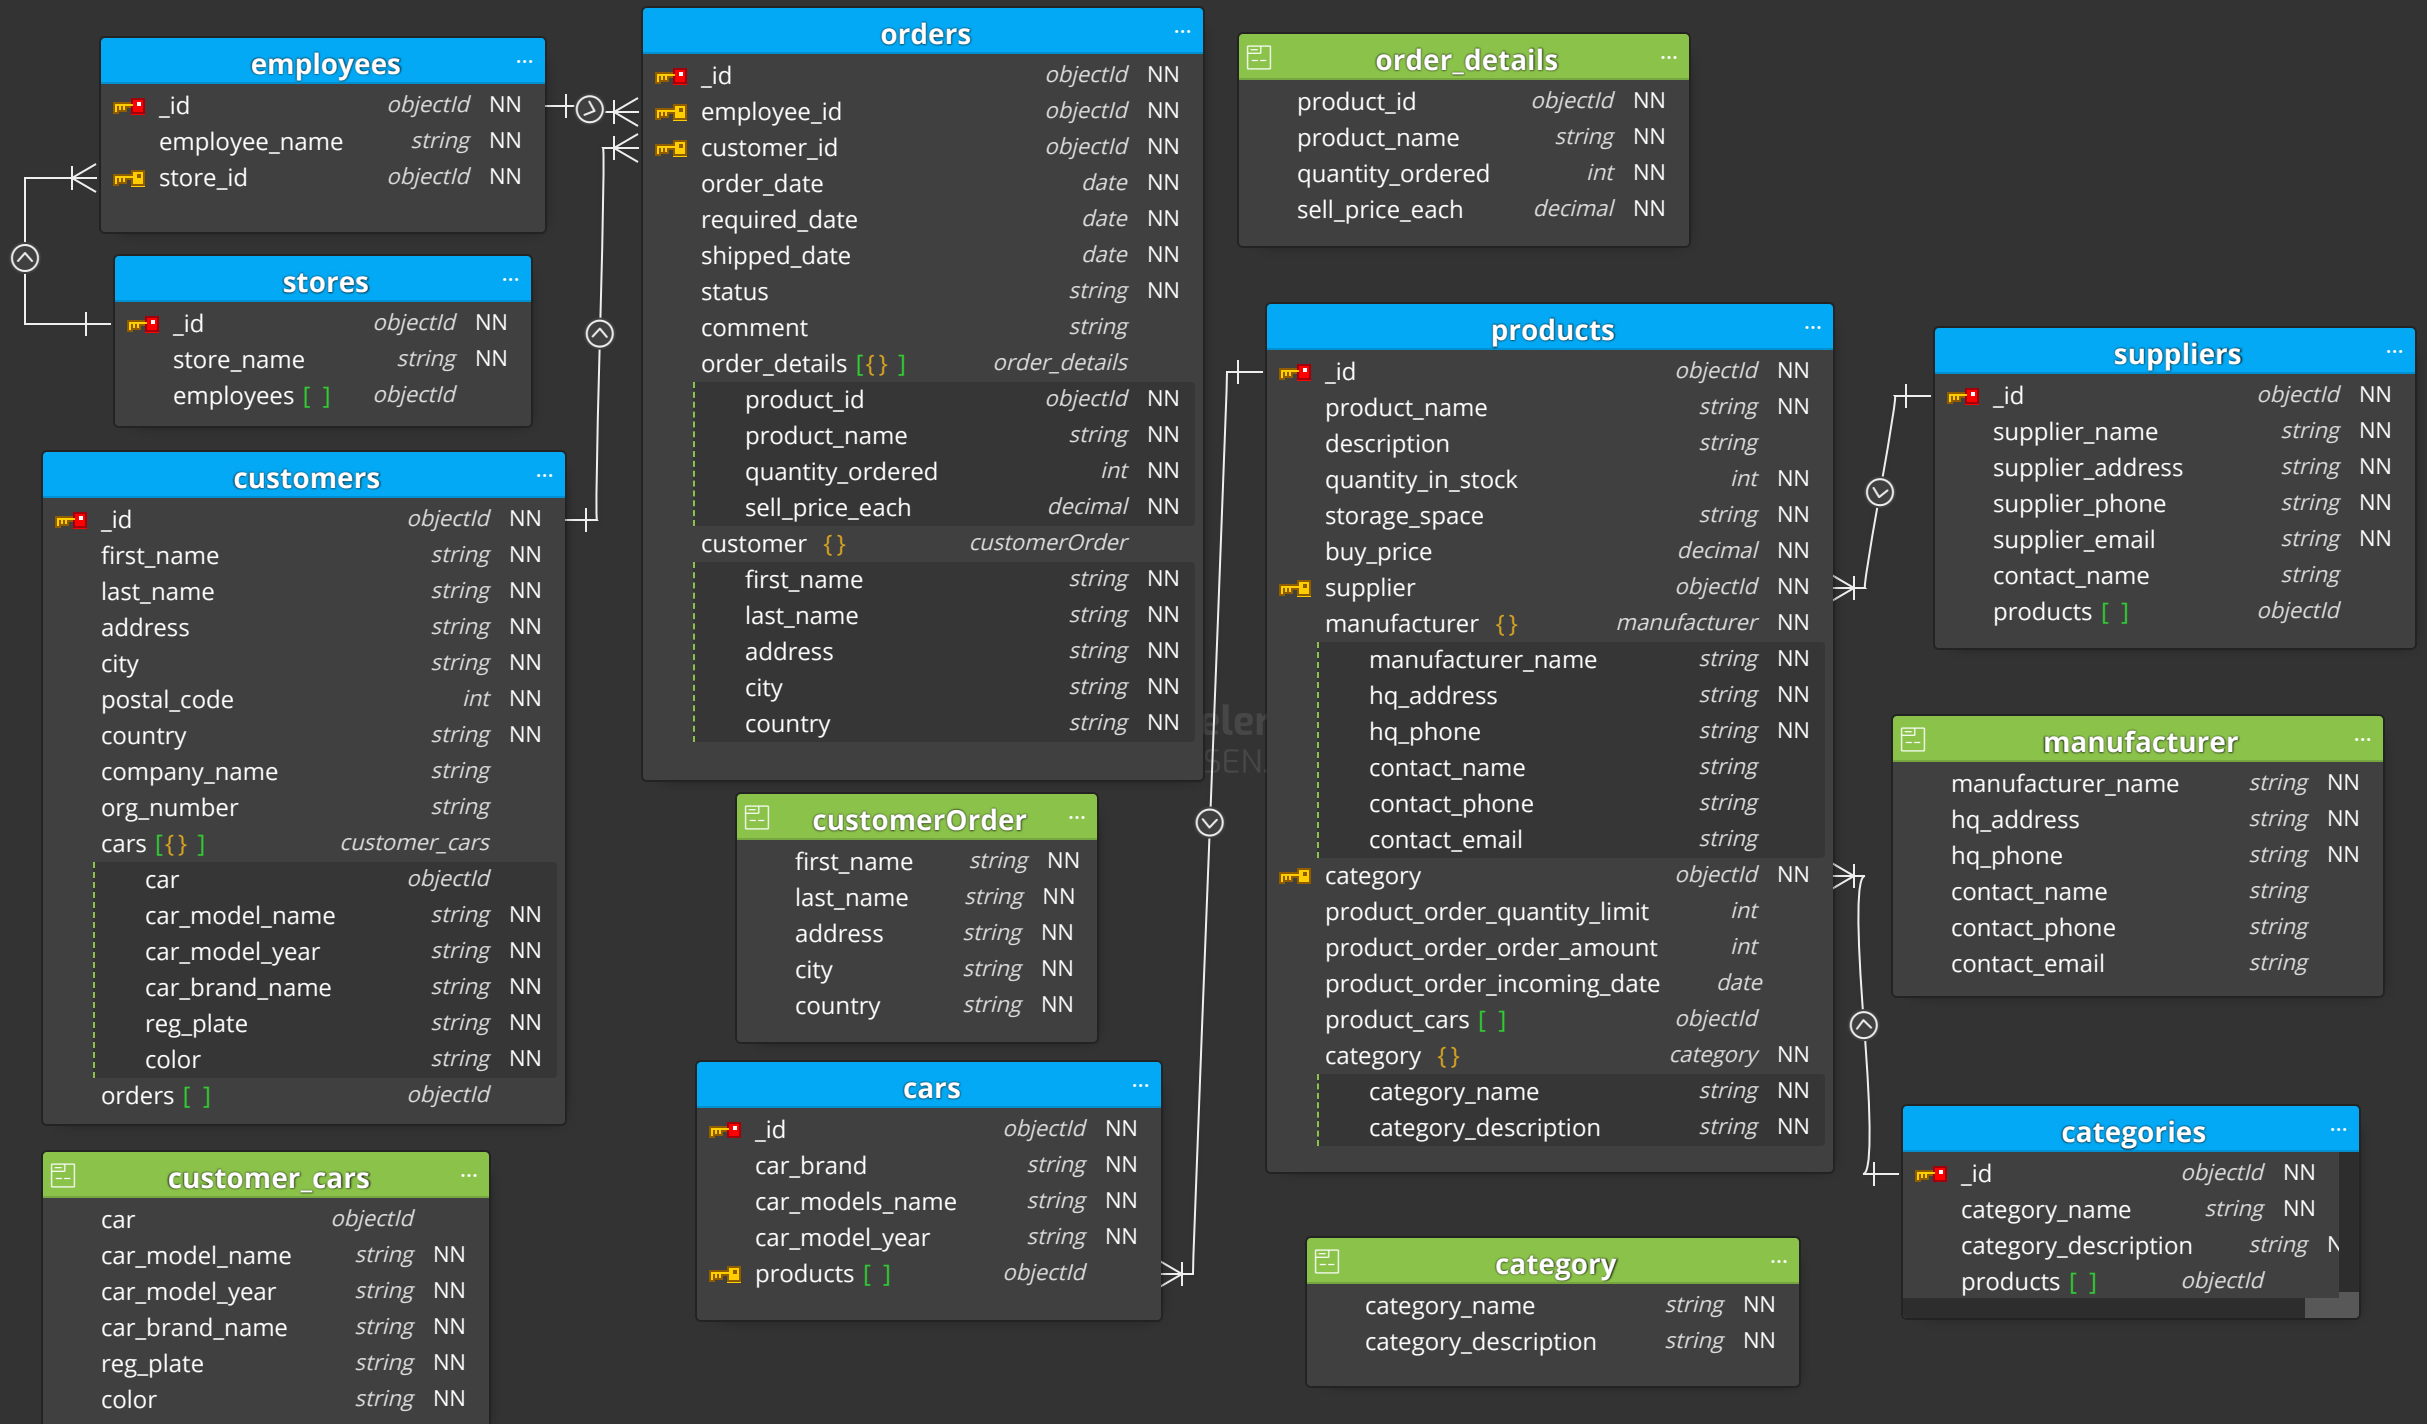 employees ...
_id objectId NN
employee_name string NN
store_id objectId NN
stores ...
_id objectId NN
store_name string NN
employees [ ] objectId
customers ...
_id objectId NN
first_name string NN
last_name string NN
address string NN
city string NN
postal_code int NN
country string NN
company_name string
org_number string
cars [{} ] customer_cars
car objectId
car_model_name string NN
car_model_year string NN
car_brand_name string NN
reg_plate string NN
color string NN
orders [ ] objectId
customer_cars ...
car objectId
car_model_name string NN
car_model_year string NN
car_brand_name string NN
reg_plate string NN
color string NN
orders ...
_id objectId NN
employee_id objectId NN
customer_id objectId NN
order_date date NN
required_date date NN
shipped_date date NN
status string NN
comment string
order_details [{} ] order_details
product_id objectId NN
product_name string NN
quantity_ordered int NN
sell_price_each decimal NN
customer {} customerOrder
first_name string NN
last_name string NN
address string NN
city string NN
country string NN
customerOrder ...
first_name string NN
last_name string NN
address string NN
city string NN
country string NN
cars ...
_id objectId NN
car_brand string NN
car_models_name string NN
car_model_year string NN
products [ ] objectId
order_details ...
product_id objectId NN
product_name string NN
quantity_ordered int NN
sell_price_each decimal NN
products ...
_id objectId NN
product_name string NN
description string
quantity_in_stock int NN
storage_space string NN
buy_price decimal NN
supplier objectId NN
manufacturer {} manufacturer NN
manufacturer_name string NN
hq_address string NN
hq_phone string NN
contact_name string
contact_phone string
contact_email string
category objectId NN
product_order_quantity_limit int
product_order_order_amount int
product_order_incoming_date date
product_cars [ ] objectId
category {} category NN
category_name string NN
category_description string NN
category ...
category_name string NN
category_description string NN
suppliers ...
_id objectId NN
supplier_name string NN
supplier_address string NN
supplier_phone string NN
supplier_email string NN
contact_name string
products [ ] objectId
manufacturer ...
manufacturer_name string NN
hq_address string NN
hq_phone string NN
contact_name string
contact_phone string
contact_email string
categories ...
_id objectId NN
category_name string NN
category_description string
products [ ] objectId